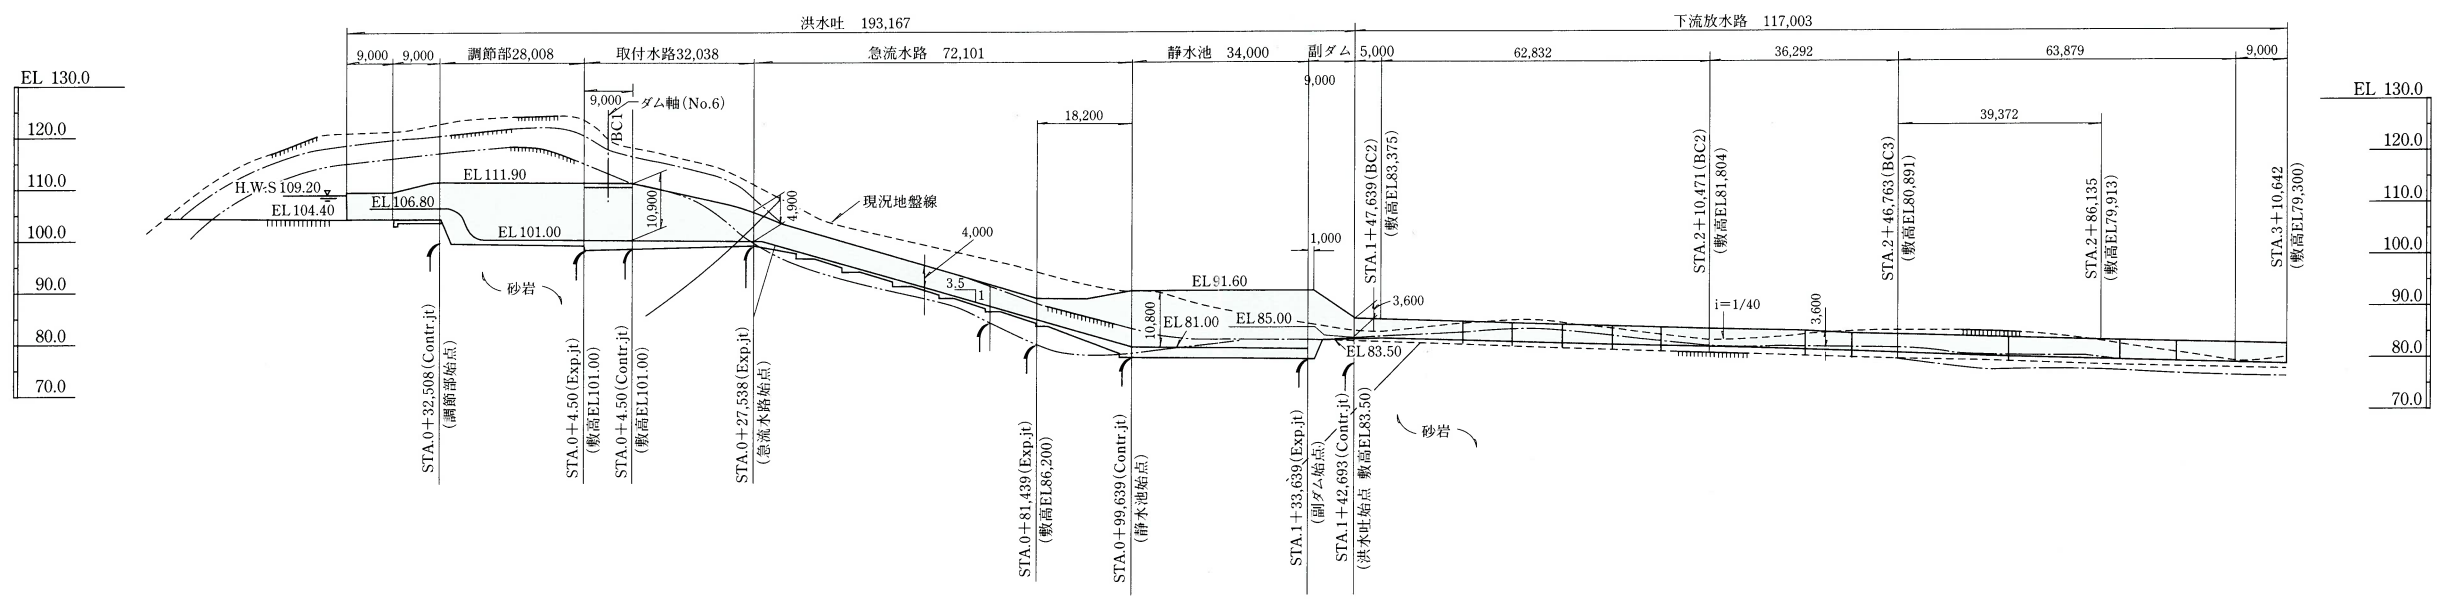 洪水吐 193,167
下流放水路 117,003
9,000
9,000
調節部28,008
取付水路32,038
急流水路 72,101
静水池 34,000
副ダム
9,000
5,000
62,832
36,292
63,879
9,000
EL 130.0
120.0
110.0
100.0
90.0
80.0
70.0
EL 130.0
120.0
110.0
100.0
90.0
80.0
70.0
9,000
ダム軸(No.6)
BC1
18,200
39,372
H.W.S 109.20
EL 104.40
EL 106.80
EL 111.90
EL 101.00
10,900
4,900
現況地盤線
4,000
3.5
1
砂岩
EL 91.60
10,800
EL 81.00
EL 85.00
1,000
EL 83.50
3,600
i=1/40
3,600
砂岩
STA.0+32,508(Contr.jt)
(調節部始点)
STA.0+4.50(Exp.jt)
(敷高EL101.00)
STA.0+4.50(Contr.jt)
(敷高EL101.00)
STA.0+27,538(Exp.jt)
(急流水路始点)
STA.0+81,439(Exp.jt)
(敷高EL86,200)
STA.0+99,639(Contr.jt)
(静水池始点)
STA.1+33,639(Exp.jt)
(副ダム始点)
STA.1+42,693(Contr.jt)
(洪水吐始点 敷高EL83.50)
STA.1+47,639(BC2)
(敷高EL83,375)
STA.2+10,471(BC2)
(敷高EL81,804)
STA.2+46,763(BC3)
(敷高EL80,891)
STA.2+86,135
(敷高EL79,913)
STA.3+10,642
(敷高EL79,300)